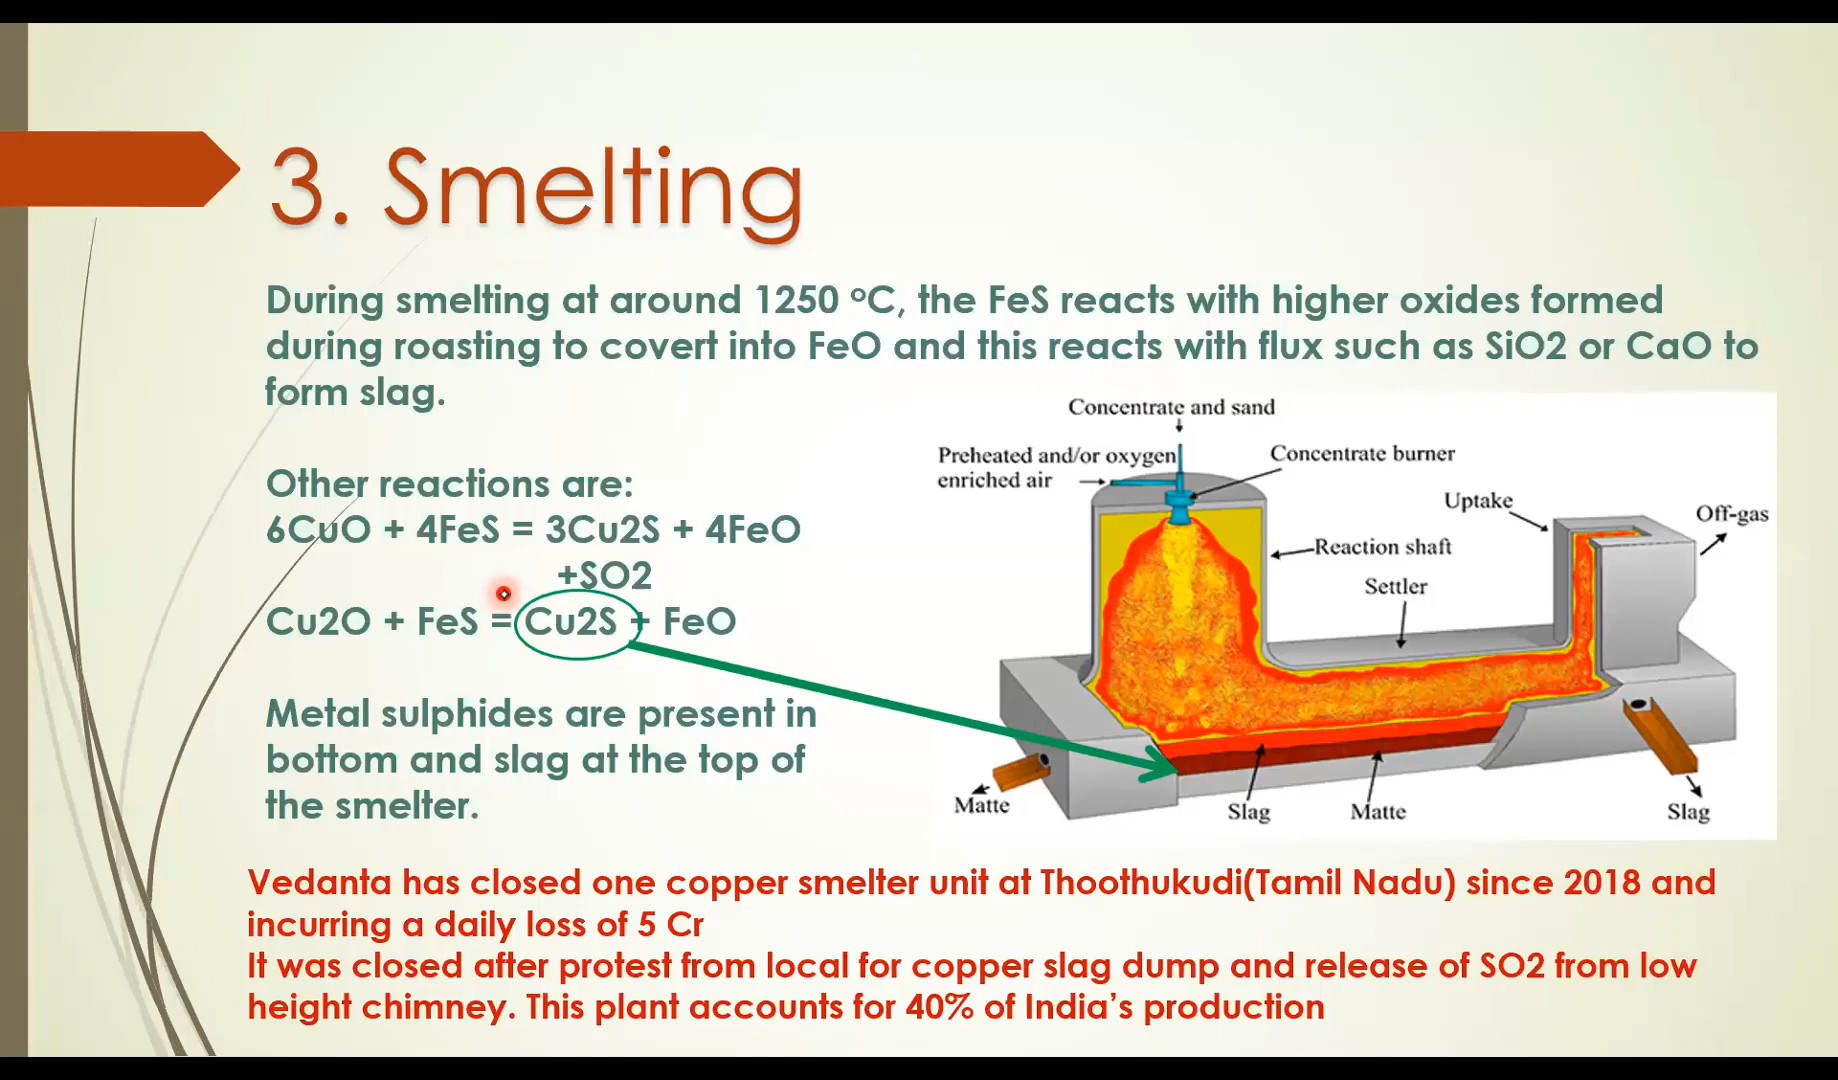 3. Smelting
During smelting at around 1250 ºC, the FeS reacts with higher oxides formed
during roasting to covert into FeO and this reacts with flux such as SiO2 or CaO to
form slag.
Other reactions are:
6CuO + 4FeS = 3Cu2S + 4FeO
+SO2
Cu2O + FeS = Cu2S + FeO
Metal sulphides are present in
bottom and slag at the top of
the smelter.
Concentrate and sand
Preheated and/or oxygen
enriched air
Concentrate burner
Uptake
Off-gas
Reaction shaft
Settler
Matte
Slag
Matte
Slag
Vedanta has closed one copper smelter unit at Thoothukudi(Tamil Nadu) since 2018 and
incurring a daily loss of 5 Cr
It was closed after protest from local for copper slag dump and release of SO2 from low
height chimney. This plant accounts for 40% of India’s production